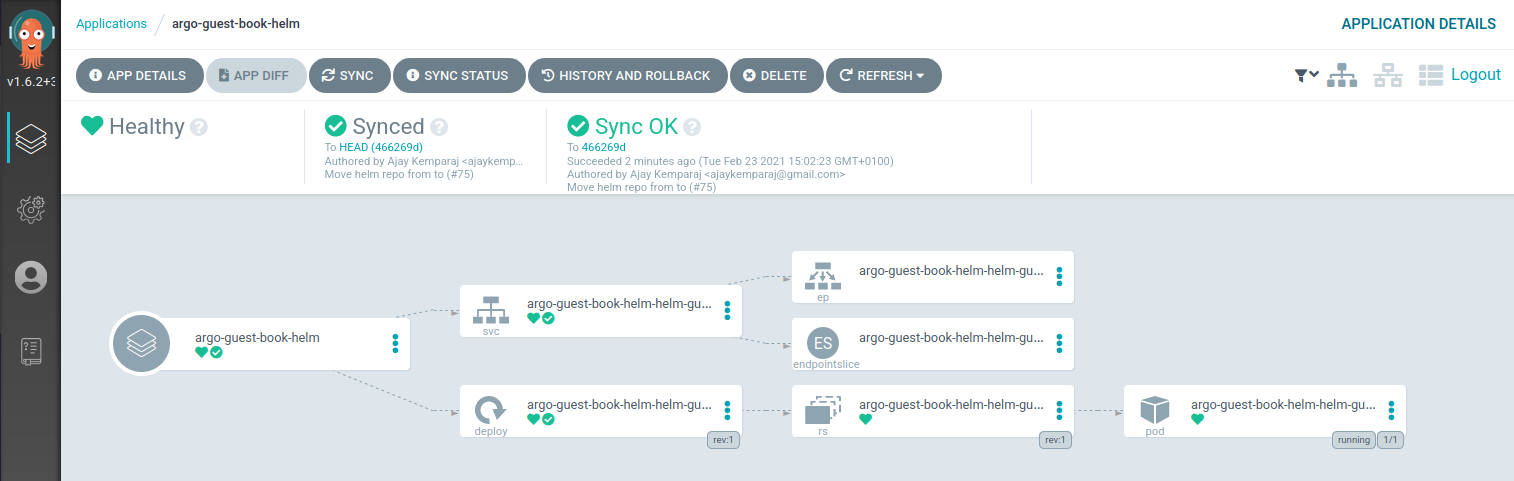 Applications / argo-guest-book-helm
APPLICATION DETAILS
v1.6.2+3
APP DETAILS
APP DIFF
SYNC
SYNC STATUS
HISTORY AND ROLLBACK
DELETE
REFRESH
Logout
Healthy ?
Synced ?
To HEAD (466269d)
Authored by Ajay Kemparaj <ajaykemp...
Move helm repo from to (#75)
Sync OK ?
To 466269d
Succeeded 2 minutes ago (Tue Feb 23 2021 15:02:23 GMT+0100)
Authored by Ajay Kemparaj <ajaykemparaj@gmail.com>
Move helm repo from to (#75)
argo-guest-book-helm
svc
argo-guest-book-helm-helm-gu...
ep
argo-guest-book-helm-helm-gu...
ES
endpointslice
argo-guest-book-helm-helm-gu...
deploy
argo-guest-book-helm-helm-gu...
rev:1
rs
argo-guest-book-helm-helm-gu...
rev:1
pod
argo-guest-book-helm-helm-gu...
running
1/1